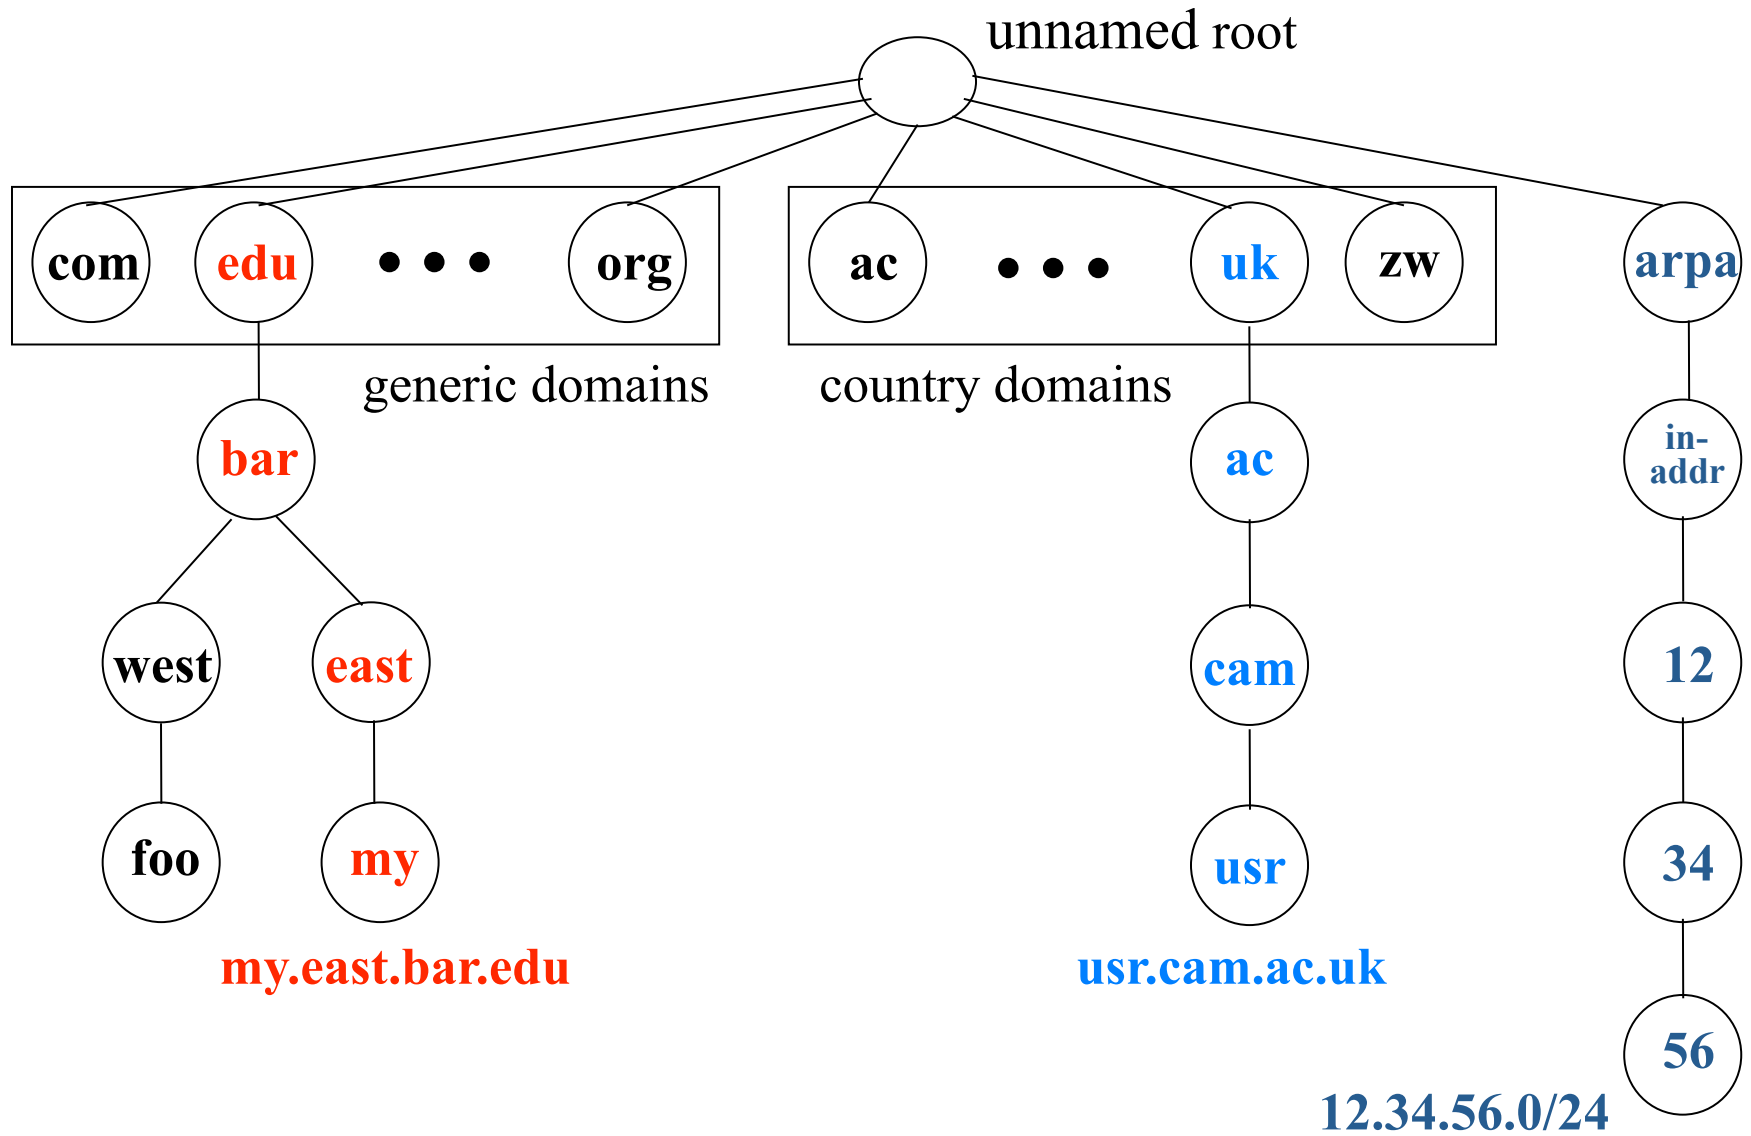 unnamed root
com edu ••• org ac ••• uk zw arpa
generic domains country domains
bar ac in-
addr
west east cam 12
foo my usr 34
my.east.bar.edu usr.cam.ac.uk
56
12.34.56.0/24